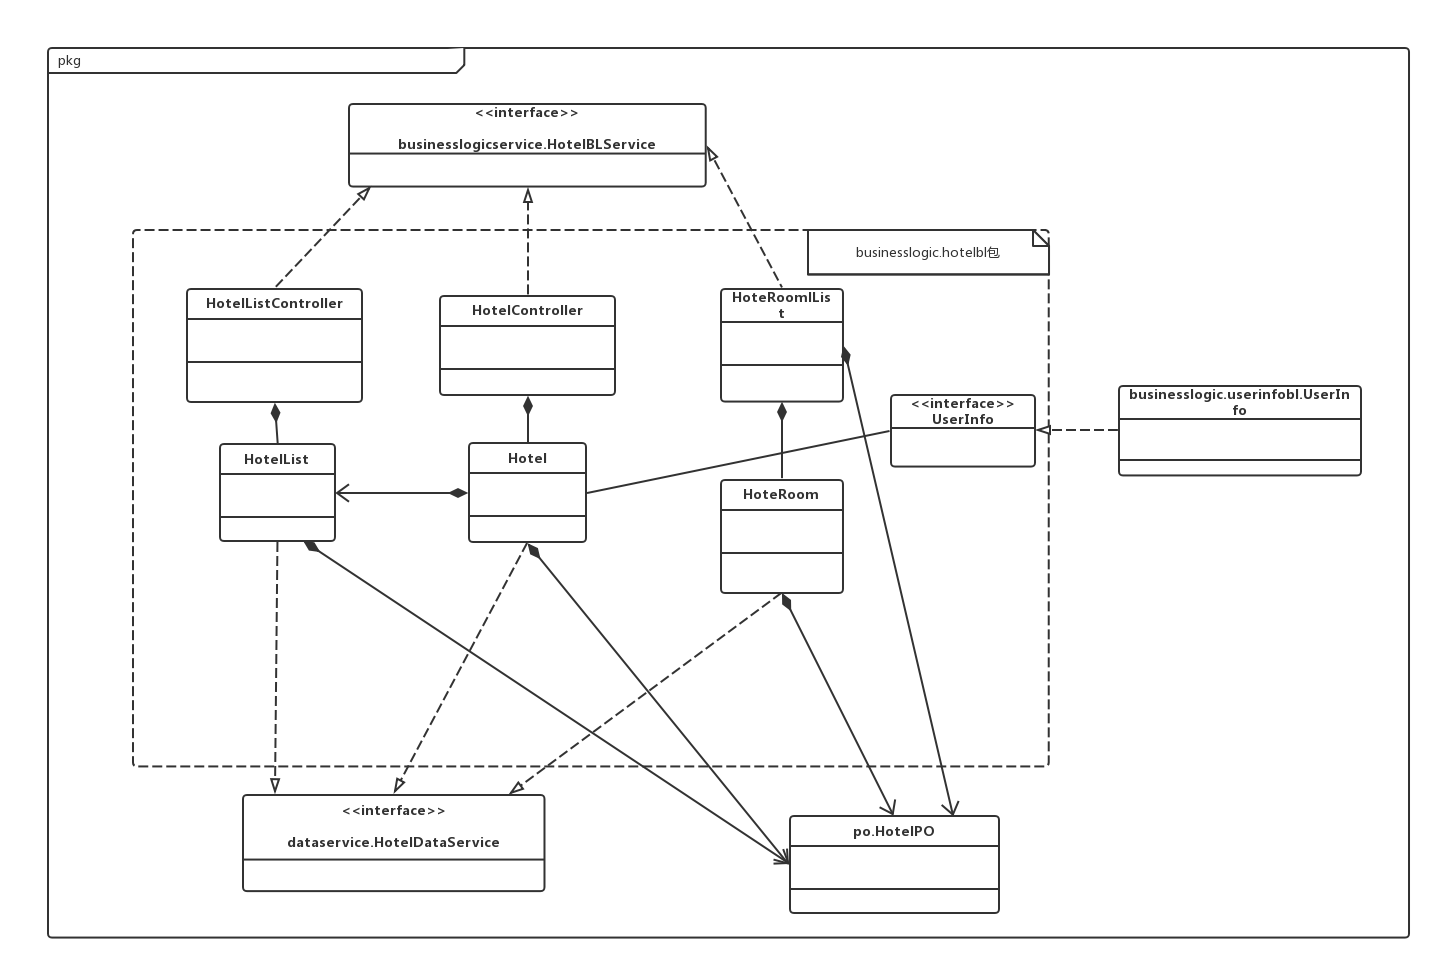 pkg
<<interface>>
businesslogicservice.HotelBLService
businesslogic.hotelbl包
HotelListController
HotelController
HoteRoomlLis
t
<<interface>>
UserInfo
businesslogic.userinfobl.UserIn
fo
HotelList
Hotel
HoteRoom
<<interface>>
dataservice.HotelDataService
po.HotelPO